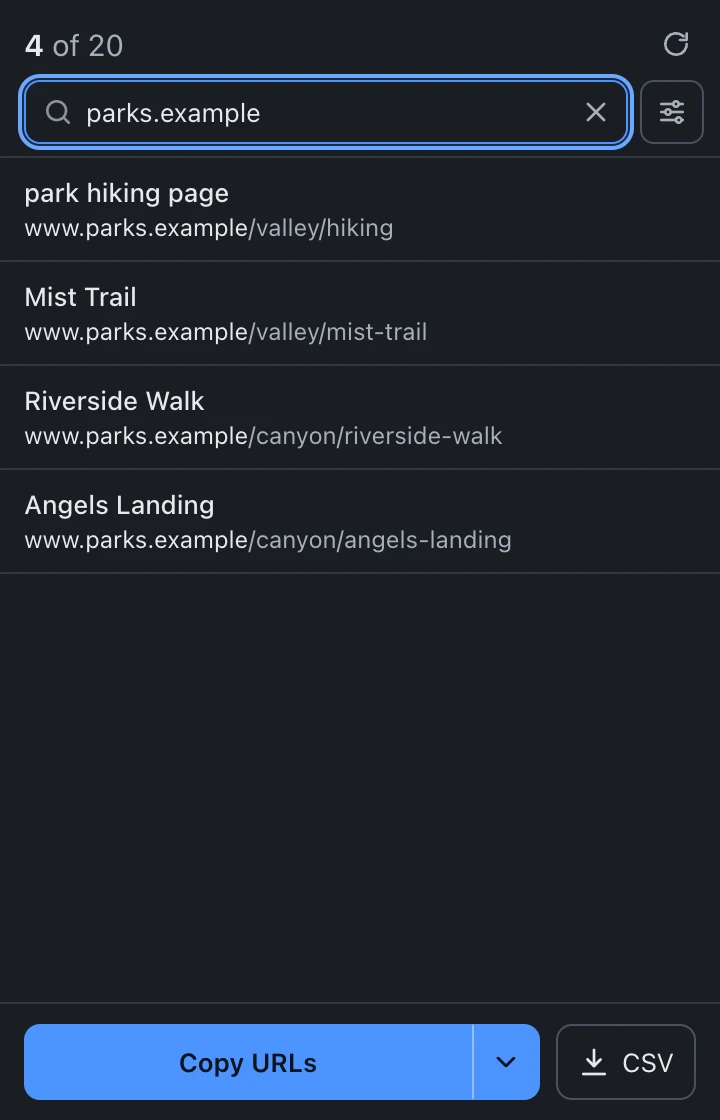 4 of 20
parks.example
park hiking page
www.parks.example/valley/hiking
Mist Trail
www.parks.example/valley/mist-trail
Riverside Walk
www.parks.example/canyon/riverside-walk
Angels Landing
www.parks.example/canyon/angels-landing
Copy URLs
CSV